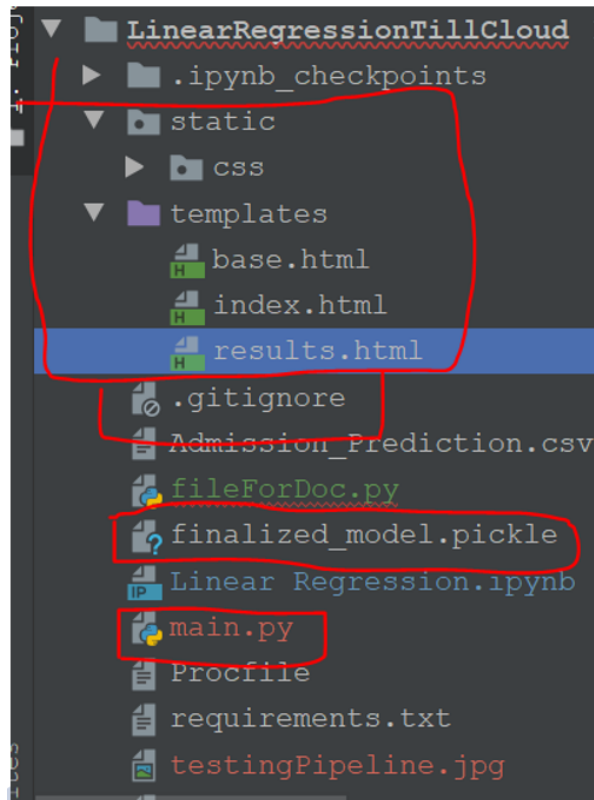 LinearRegressionTillCloud
.ipynb_checkpoints
static
css
templates
base.html
index.html
results.html
.gitignore
Admission_Prediction.csv
fileForDoc.py
finalized_model.pickle
Linear Regression.ipynb
main.py
Procfile
requirements.txt
testingPipeline.jpg